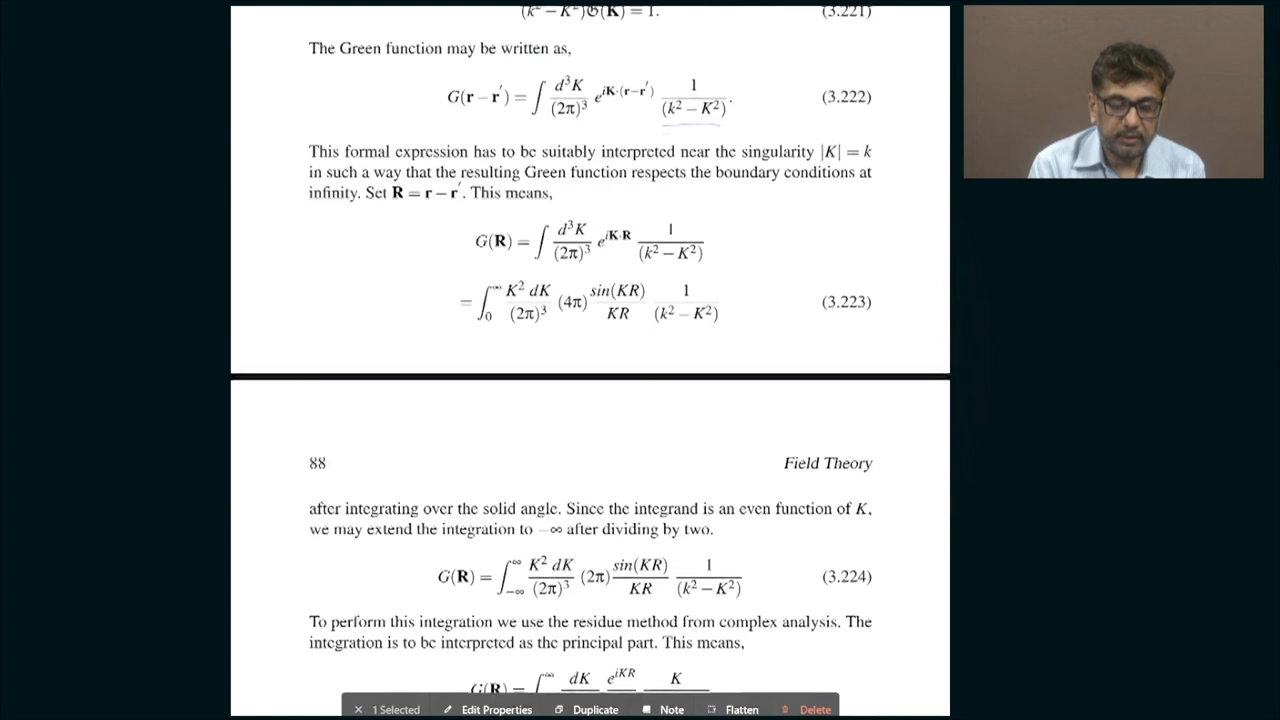 (k² − K²)𝔊(K) = 1. (3.221)
The Green function may be written as,
G(r − r′) = ∫ d³K/(2π)³ e^{iK·(r−r′)} 1/(k² − K²). (3.222)
This formal expression has to be suitably interpreted near the singularity |K| = k
in such a way that the resulting Green function respects the boundary conditions at
infinity. Set R = r − r′. This means,
G(R) = ∫ d³K/(2π)³ e^{iK·R} 1/(k² − K²)
= ∫₀^∞ K² dK/(2π)³ (4π) sin(KR)/KR 1/(k² − K²) (3.223)
88 Field Theory
after integrating over the solid angle. Since the integrand is an even function of K,
we may extend the integration to −∞ after dividing by two.
G(R) = ∫_{−∞}^∞ K² dK/(2π)³ (2π) sin(KR)/KR 1/(k² − K²) (3.224)
To perform this integration we use the residue method from complex analysis. The
integration is to be interpreted as the principal part. This means,
G(R) = ∫^∞ dK e^{iKR} K
× 1 Selected Edit Properties Duplicate Note Flatten Delete